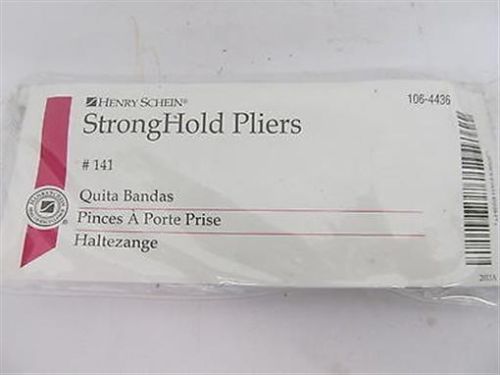 HENRY SCHEIN®
106-4436
StrongHold Pliers
# 141
Quita Bandas
Pinces À Porte Prise
Haltezange